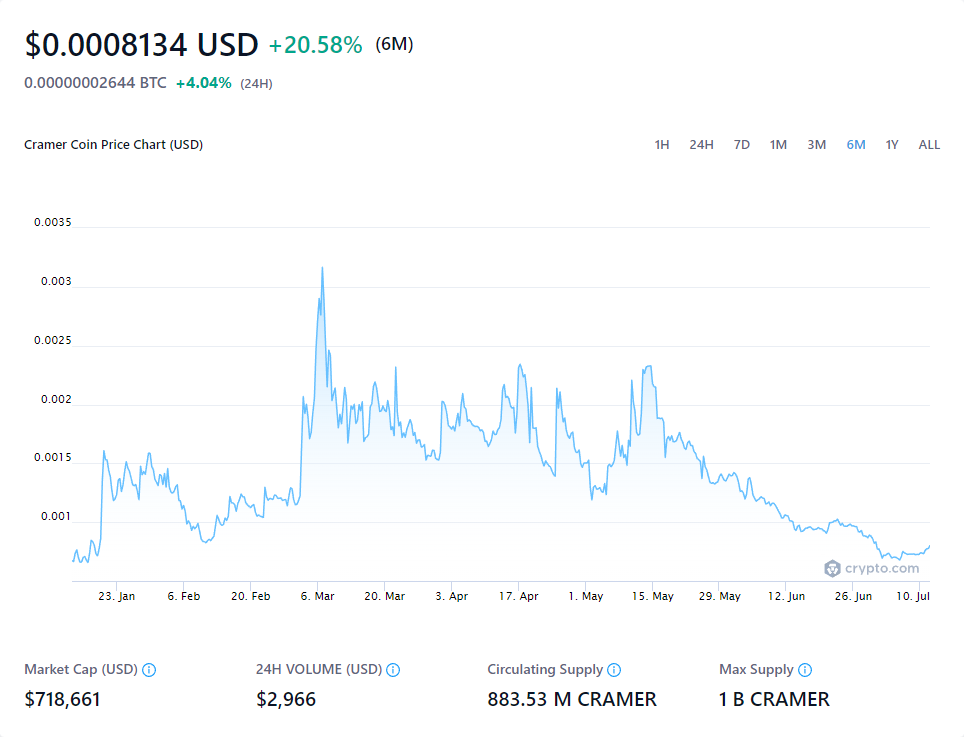 $0.0008134 USD +20.58% (6M)
0.00000002644 BTC +4.04% (24H)
Cramer Coin Price Chart (USD) 1H 24H 7D 1M 3M 6M 1Y ALL
0.0035
0.003
0.0025
0.002
0.0015
0.001
crypto.com
23. Jan 6. Feb 20. Feb 6. Mar 20. Mar 3. Apr 17. Apr 1. May 15. May 29. May 12. Jun 26. Jun 10. Jul
Market Cap (USD) 24H VOLUME (USD) Circulating Supply Max Supply
$718,661 $2,966 883.53 M CRAMER 1 B CRAMER